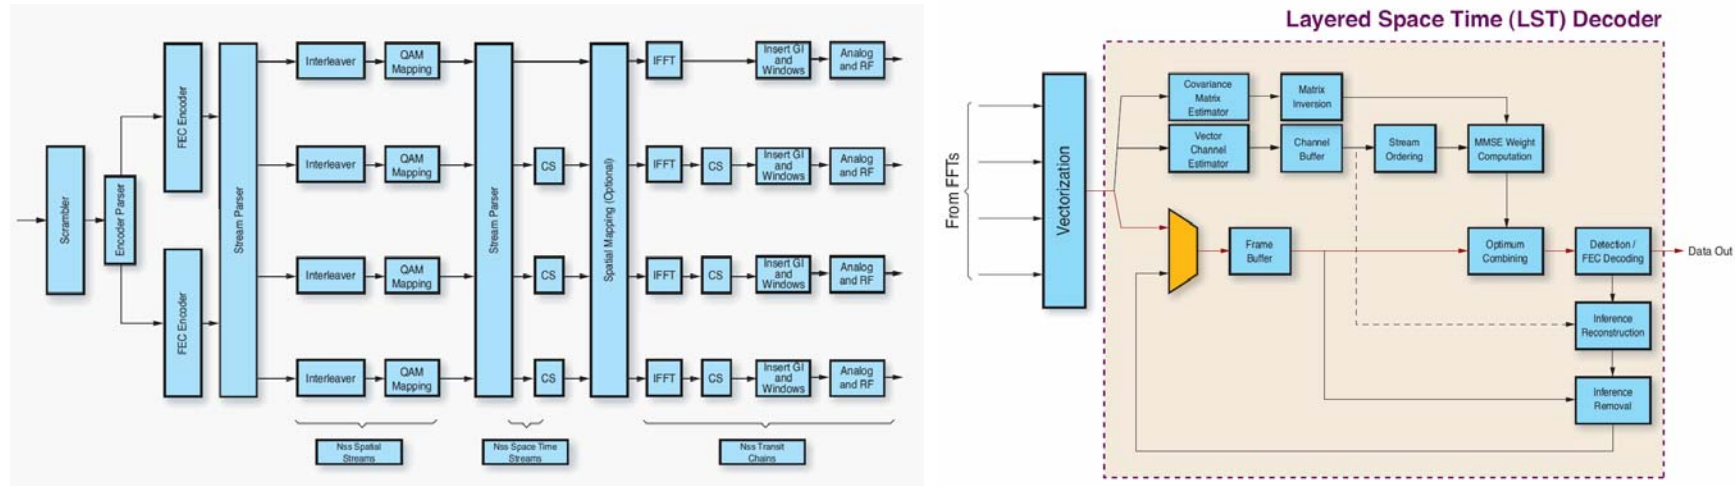 Scrambler
Encoder Parser
FEC Encoder
FEC Encoder
Stream Parser
Interleaver
QAM
Mapping
Interleaver
QAM
Mapping
Interleaver
QAM
Mapping
Interleaver
QAM
Mapping
Stream Parser
CS
CS
CS
Spatial Mapping (Optional)
IFFT
Insert GI
and
Windows
Analog
and RF
IFFT
CS
Insert GI
and
Windows
Analog
and RF
IFFT
CS
Insert GI
and
Windows
Analog
and RF
IFFT
CS
Insert GI
and
Windows
Analog
and RF
Nss Spatial
Streams
Nss Space Time
Streams
Nss Transit
Chains
Layered Space Time (LST) Decoder
From FFTs
Vectorization
Covariance
Matrix
Estimator
Matrix
Inversion
Vector
Channel
Estimator
Channel
Buffer
Stream
Ordering
MMSE Weight
Computation
Frame
Buffer
Optimum
Combining
Detection /
FEC Decoding
Data Out
Inference
Reconstruction
Inference
Removal